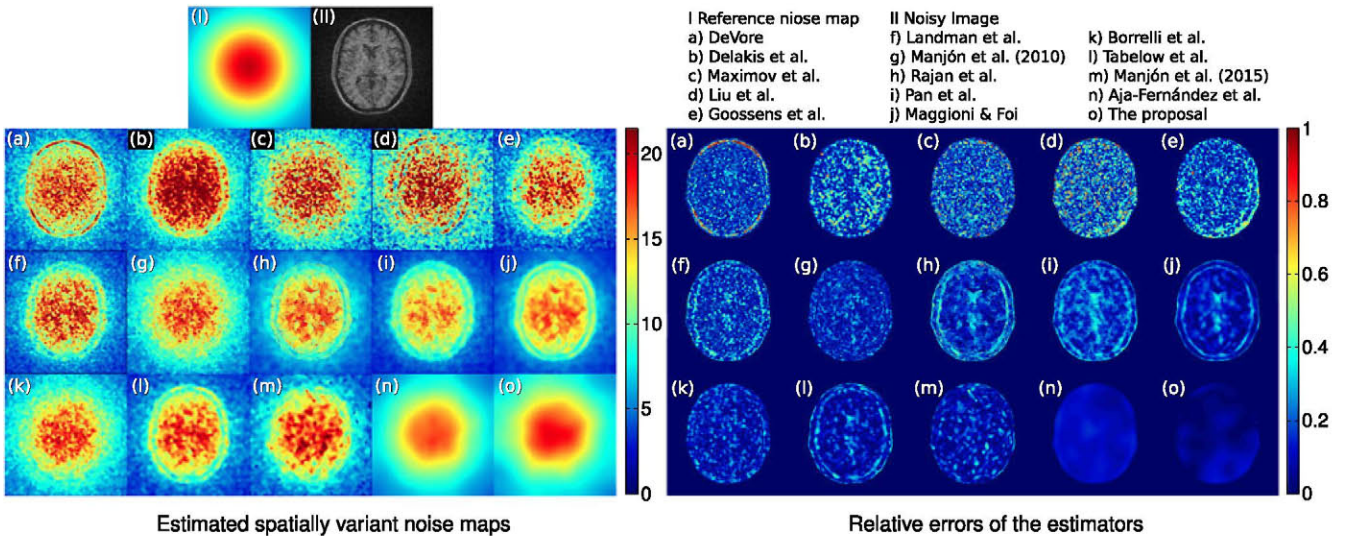 (I)
(II)
I Reference niose map
II Noisy Image
a) DeVore
f) Landman et al.
k) Borrelli et al.
b) Delakis et al.
g) Manjón et al. (2010)
l) Tabelow et al.
c) Maximov et al.
h) Rajan et al.
m) Manjón et al. (2015)
d) Liu et al.
i) Pan et al.
n) Aja-Fernández et al.
e) Goossens et al.
j) Maggioni & Foi
o) The proposal
(a)
(b)
(c)
(d)
(e)
(f)
(g)
(h)
(i)
(j)
(k)
(l)
(m)
(n)
(o)
20
15
10
5
0
Estimated spatially variant noise maps
(a)
(b)
(c)
(d)
(e)
(f)
(g)
(h)
(i)
(j)
(k)
(l)
(m)
(n)
(o)
1
0.8
0.6
0.4
0.2
0
Relative errors of the estimators